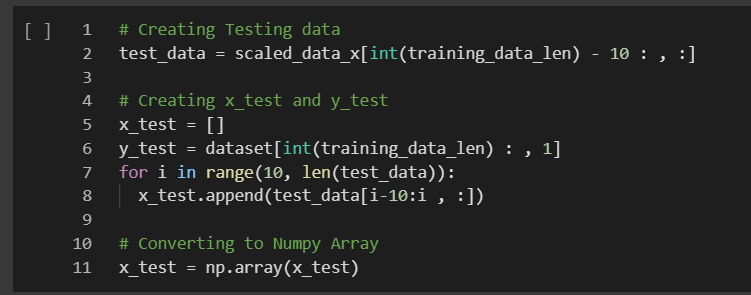 [ ] 1 # Creating Testing data
2 test_data = scaled_data_x[int(training_data_len) - 10 : , :]
3
4 # Creating x_test and y_test
5 x_test = []
6 y_test = dataset[int(training_data_len) : , 1]
7 for i in range(10, len(test_data)):
8   x_test.append(test_data[i-10:i , :])
9
10 # Converting to Numpy Array
11 x_test = np.array(x_test)